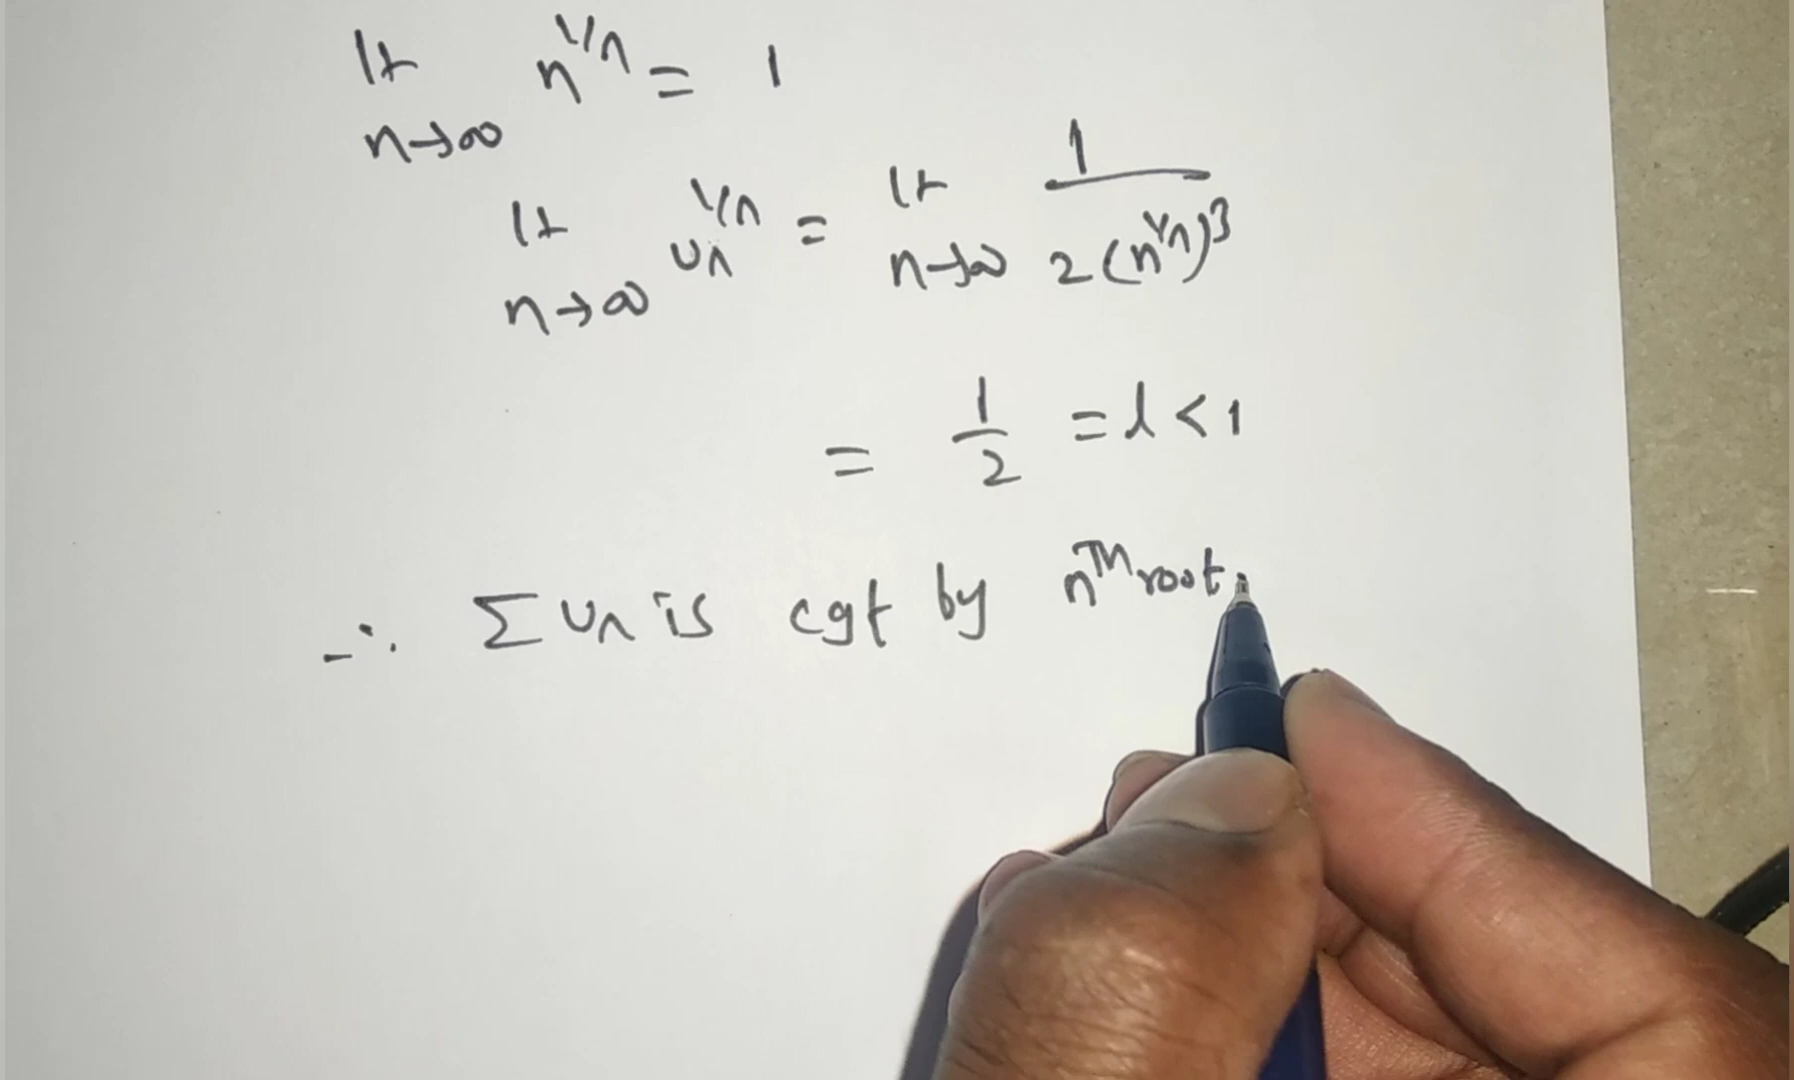 lt n^{1/n} = 1
n→∞
lt u_n^{1/n} = lt 1/(2(n^{1/n})^3)
n→∞ n→∞
= 1/2 = l < 1
∴ Σ u_n is cgt by n^{Th} root